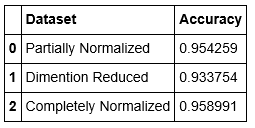 Dataset Accuracy
0 Partially Normalized 0.954259
1 Dimention Reduced 0.933754
2 Completely Normalized 0.958991